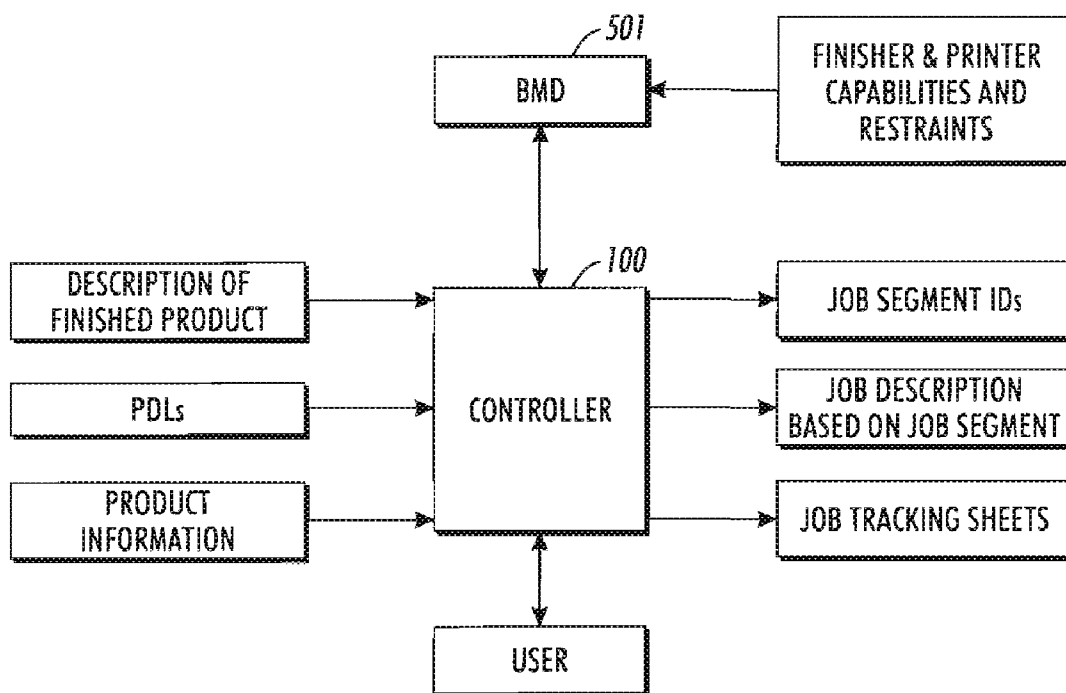 501
BMD
FINISHER & PRINTER
CAPABILITIES AND
RESTRAINTS
100
DESCRIPTION OF
FINISHED PRODUCT
PDLs
PRODUCT
INFORMATION
CONTROLLER
JOB SEGMENT IDs
JOB DESCRIPTION
BASED ON JOB SEGMENT
JOB TRACKING SHEETS
USER